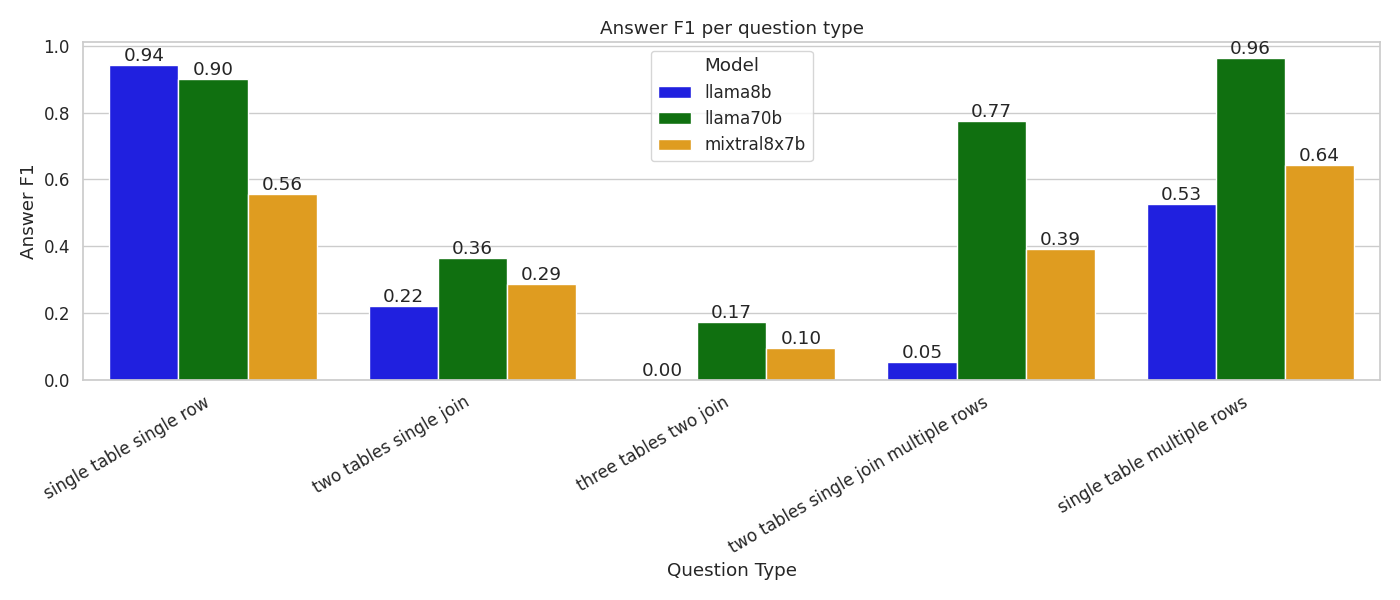 Answer F1 per question type
Answer F1
1.0
0.8
0.6
0.4
0.2
0.0
Model
llama8b
llama70b
mixtral8x7b
0.94
0.90
0.56
0.22
0.36
0.29
0.00
0.17
0.10
0.05
0.77
0.39
0.53
0.96
0.64
single table single row
two tables single join
three tables two join
two tables single join multiple rows
single table multiple rows
Question Type